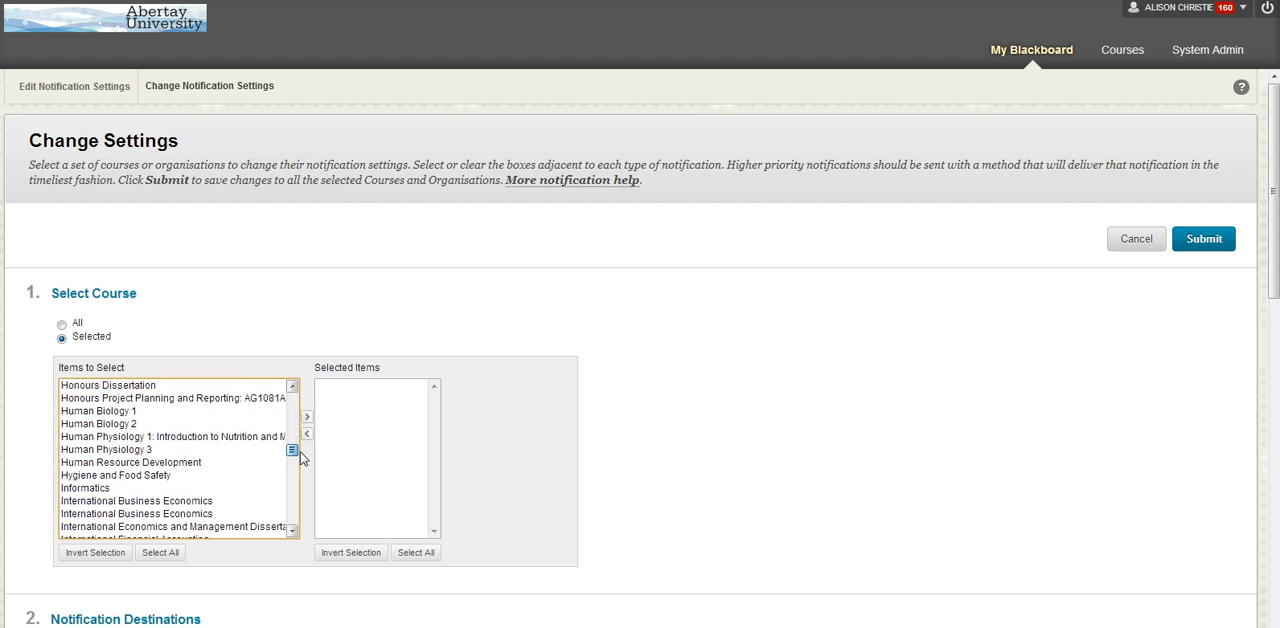 Abertay
University
ALISON CHRISTIE 160
My Blackboard Courses System Admin
Edit Notification Settings Change Notification Settings
?
Change Settings
Select a set of courses or organisations to change their notification settings. Select or clear the boxes adjacent to each type of notification. Higher priority notifications should be sent with a method that will deliver that notification in the
timeliest fashion. Click Submit to save changes to all the selected Courses and Organisations. More notification help.
Cancel Submit
1. Select Course
All
Selected
Items to Select Selected Items
Honours Dissertation
Honours Project Planning and Reporting: AG1081A
Human Biology 1
Human Biology 2
Human Physiology 1: Introduction to Nutrition and M
Human Physiology 3
Human Resource Development
Hygiene and Food Safety
Informatics
International Business Economics
International Business Economics
International Economics and Management Disserta
International Financial Accounting
Invert Selection Select All Invert Selection Select All
2. Notification Destinations